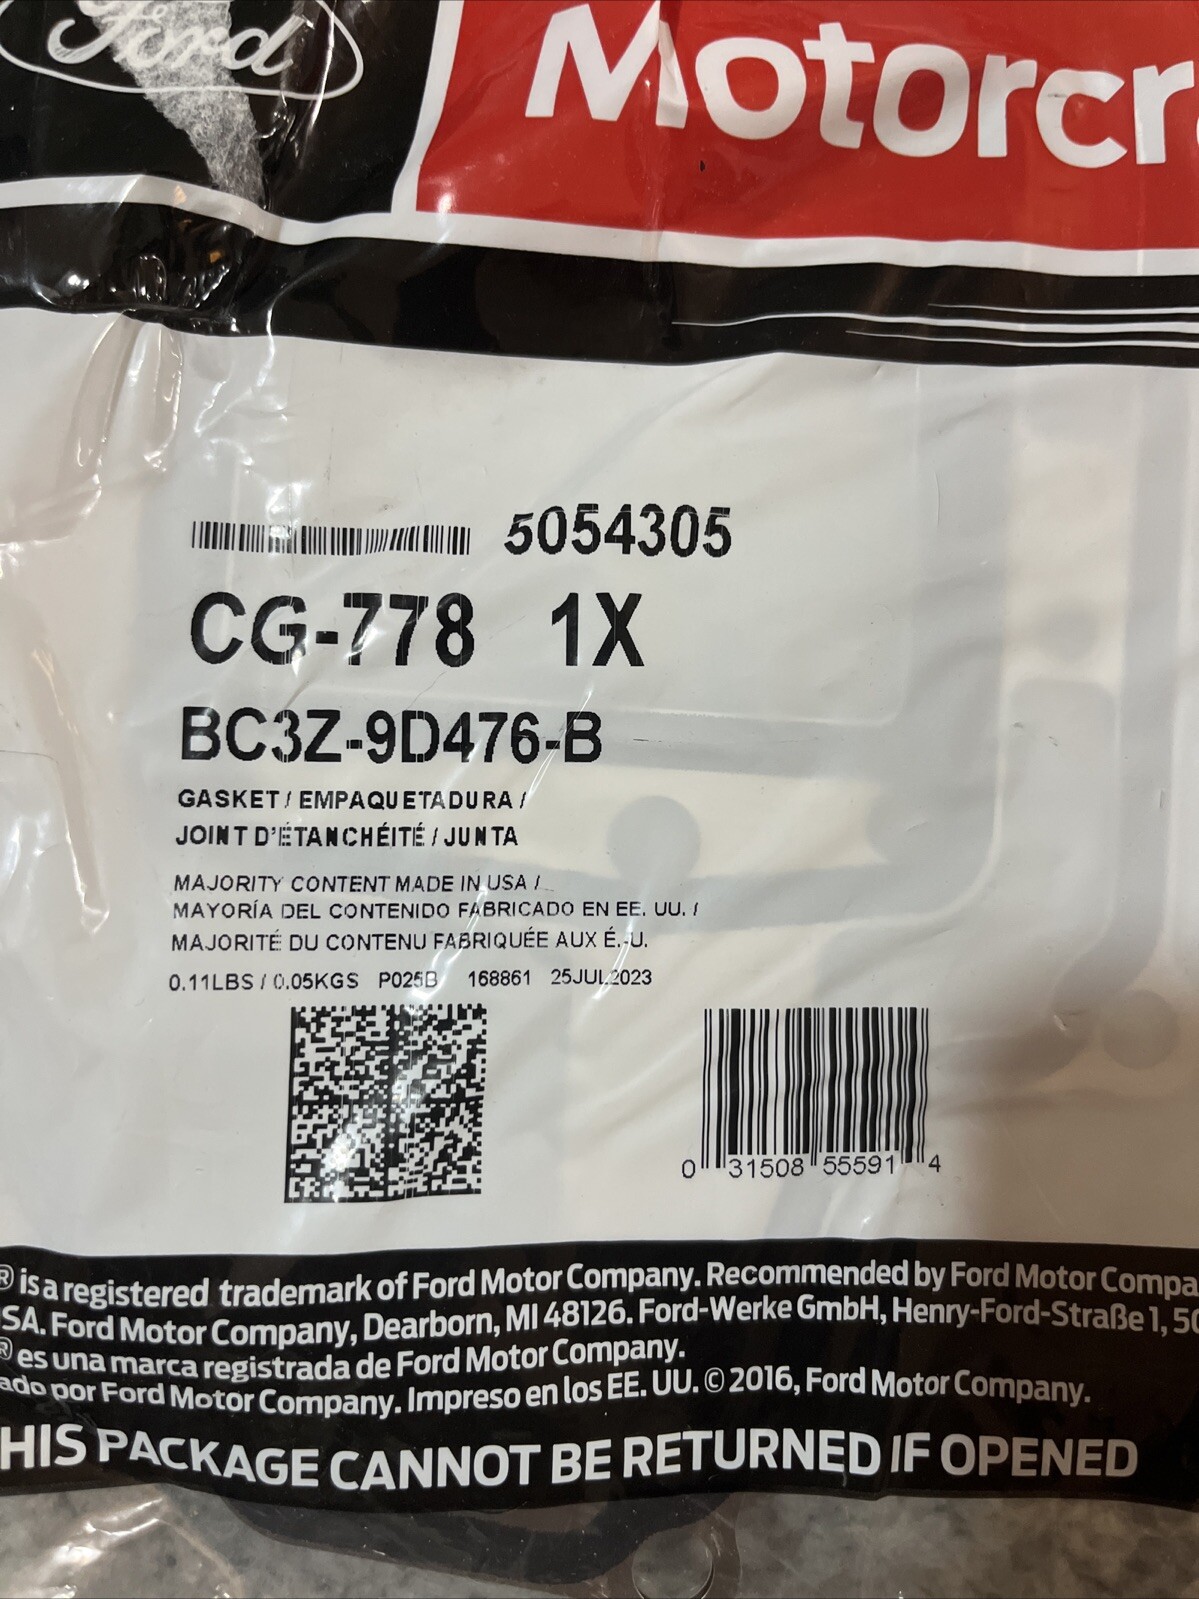 Ford
Motorcr
5054305
CG-778 1X
BC3Z-9D476-B
GASKET / EMPAQUETADURA /
JOINT D'ÉTANCHÉITÉ / JUNTA
MAJORITY CONTENT MADE IN USA /
MAYORÍA DEL CONTENIDO FABRICADO EN EE. UU. /
MAJORITÉ DU CONTENU FABRIQUÉE AUX É.-U.
0.11LBS / 0.05KGS P025B 168861 25JUL2023
0 31508 55591 4
® is a registered trademark of Ford Motor Company. Recommended by Ford Motor Compa
SA. Ford Motor Company, Dearborn, MI 48126. Ford-Werke GmbH, Henry-Ford-Straße 1, 50
® es una marca registrada de Ford Motor Company.
ado por Ford Motor Company. Impreso en los EE. UU. © 2016, Ford Motor Company.
HIS PACKAGE CANNOT BE RETURNED IF OPENED